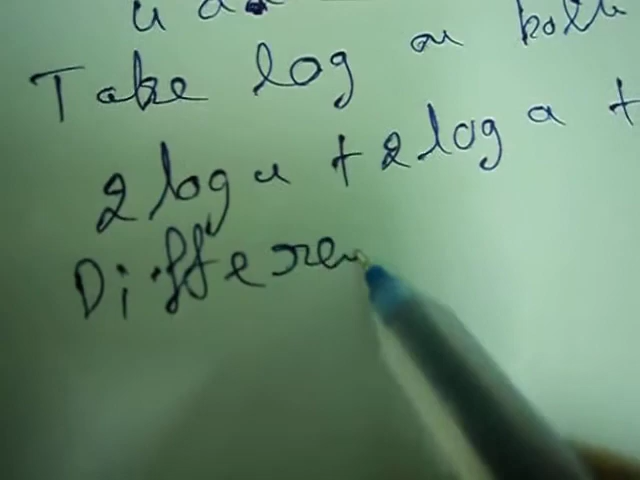 Take log on both
2 log u + 2 log a +
Differen